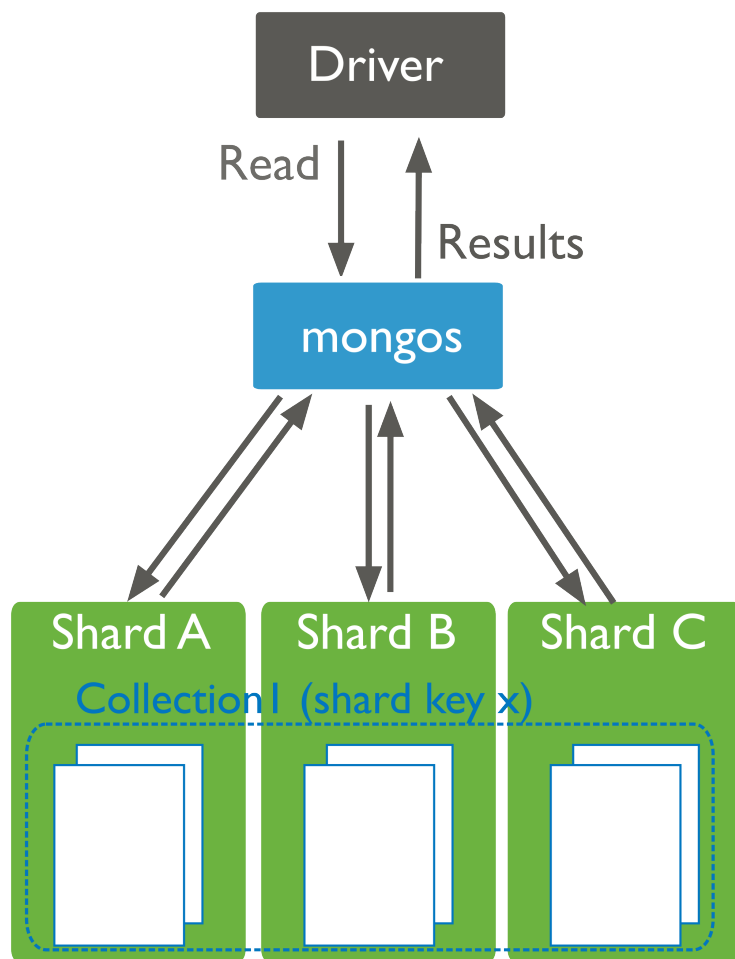 Driver
Read
Results
mongos
Shard A
Shard B
Shard C
Collection1 (shard key x)